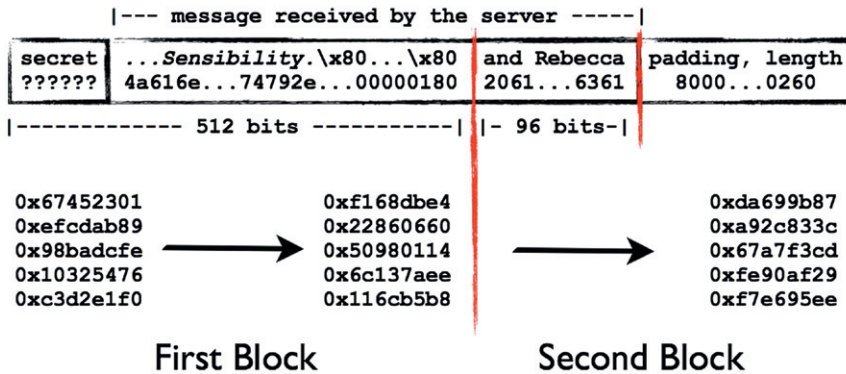 |--- message received by the server -----|
secret ...Sensibility.\x80...\x80 and Rebecca padding, length
?????? 4a616e...74792e...00000180 2061...6361 8000...0260
|------------- 512 bits -----------| |- 96 bits-|
0x67452301 0xf168dbe4 0xda699b87
0xefcdab89 0x22860660 0xa92c833c
0x98badcfe 0x50980114 0x67a7f3cd
0x10325476 0x6c137aee 0xfe90af29
0xc3d2e1f0 0x116cb5b8 0xf7e695ee
First Block Second Block